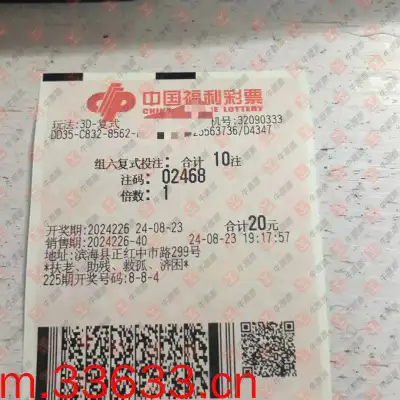 中国福利彩票
CHINA WELFARE LOTTERY
玩法:3D-复式
机号:32090333
DD35-C832-8562-
63736/D4347
组六复式投注: 合计 10注
注码: 02468
倍数: 1
开奖期:2024226 24-08-23 合计20元
销售期:2024226-40 24-08-23 19:17:57
地址:滨海县正红中市路299号
*扶老、助残、救孤、济困*
225期开奖号码:8-8-4
m.33633.cn